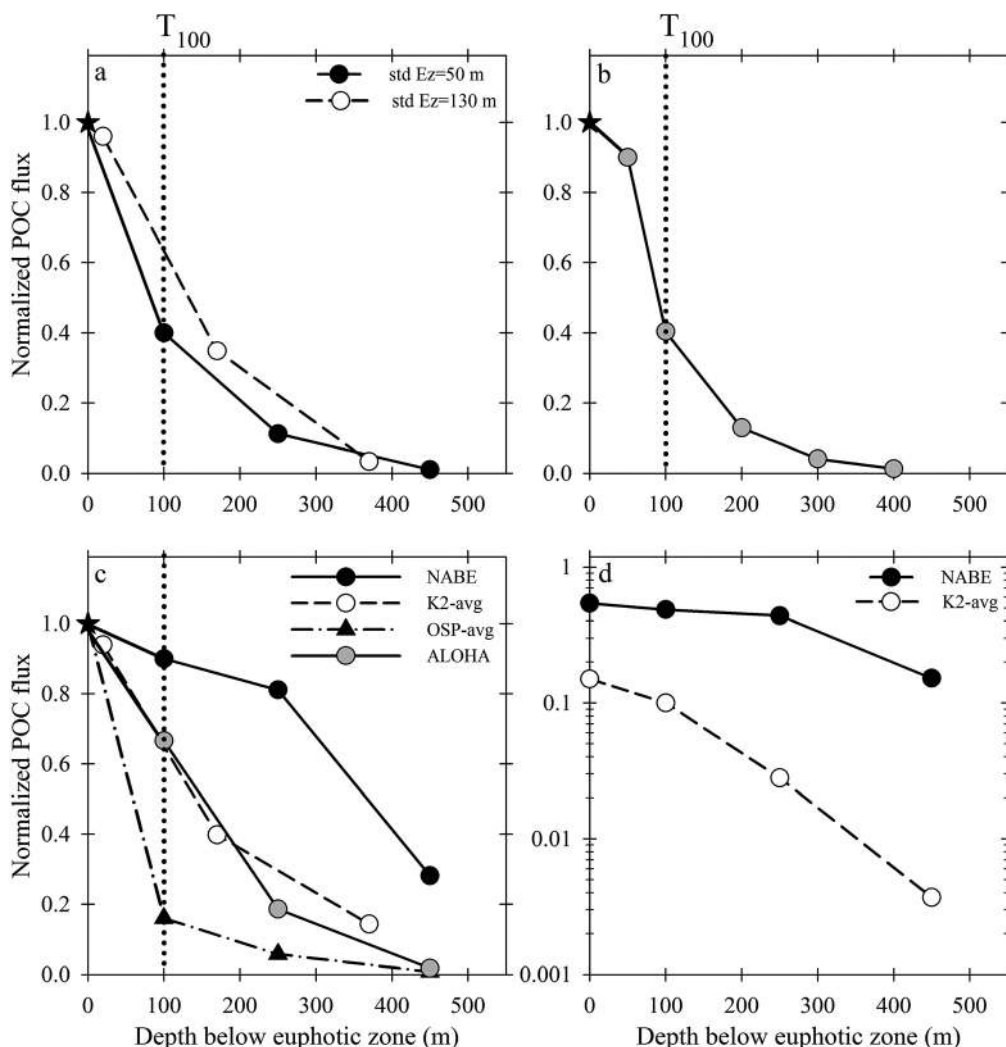 T100
T100
a
std Ez=50 m
std Ez=130 m
b
1.0
0.8
0.6
0.4
0.2
0.0
Normalized POC flux
0 100 200 300 400 500
1.0
0.8
0.6
0.4
0.2
0.0
Normalized POC flux
0 100 200 300 400 500
c
NABE
K2-avg
OSP-avg
ALOHA
1.0
0.8
0.6
0.4
0.2
0.0
Normalized POC flux
0 100 200 300 400 500
Depth below euphotic zone (m)
d
NABE
K2-avg
1
0.1
0.01
0.001
0 100 200 300 400 500
Depth below euphotic zone (m)